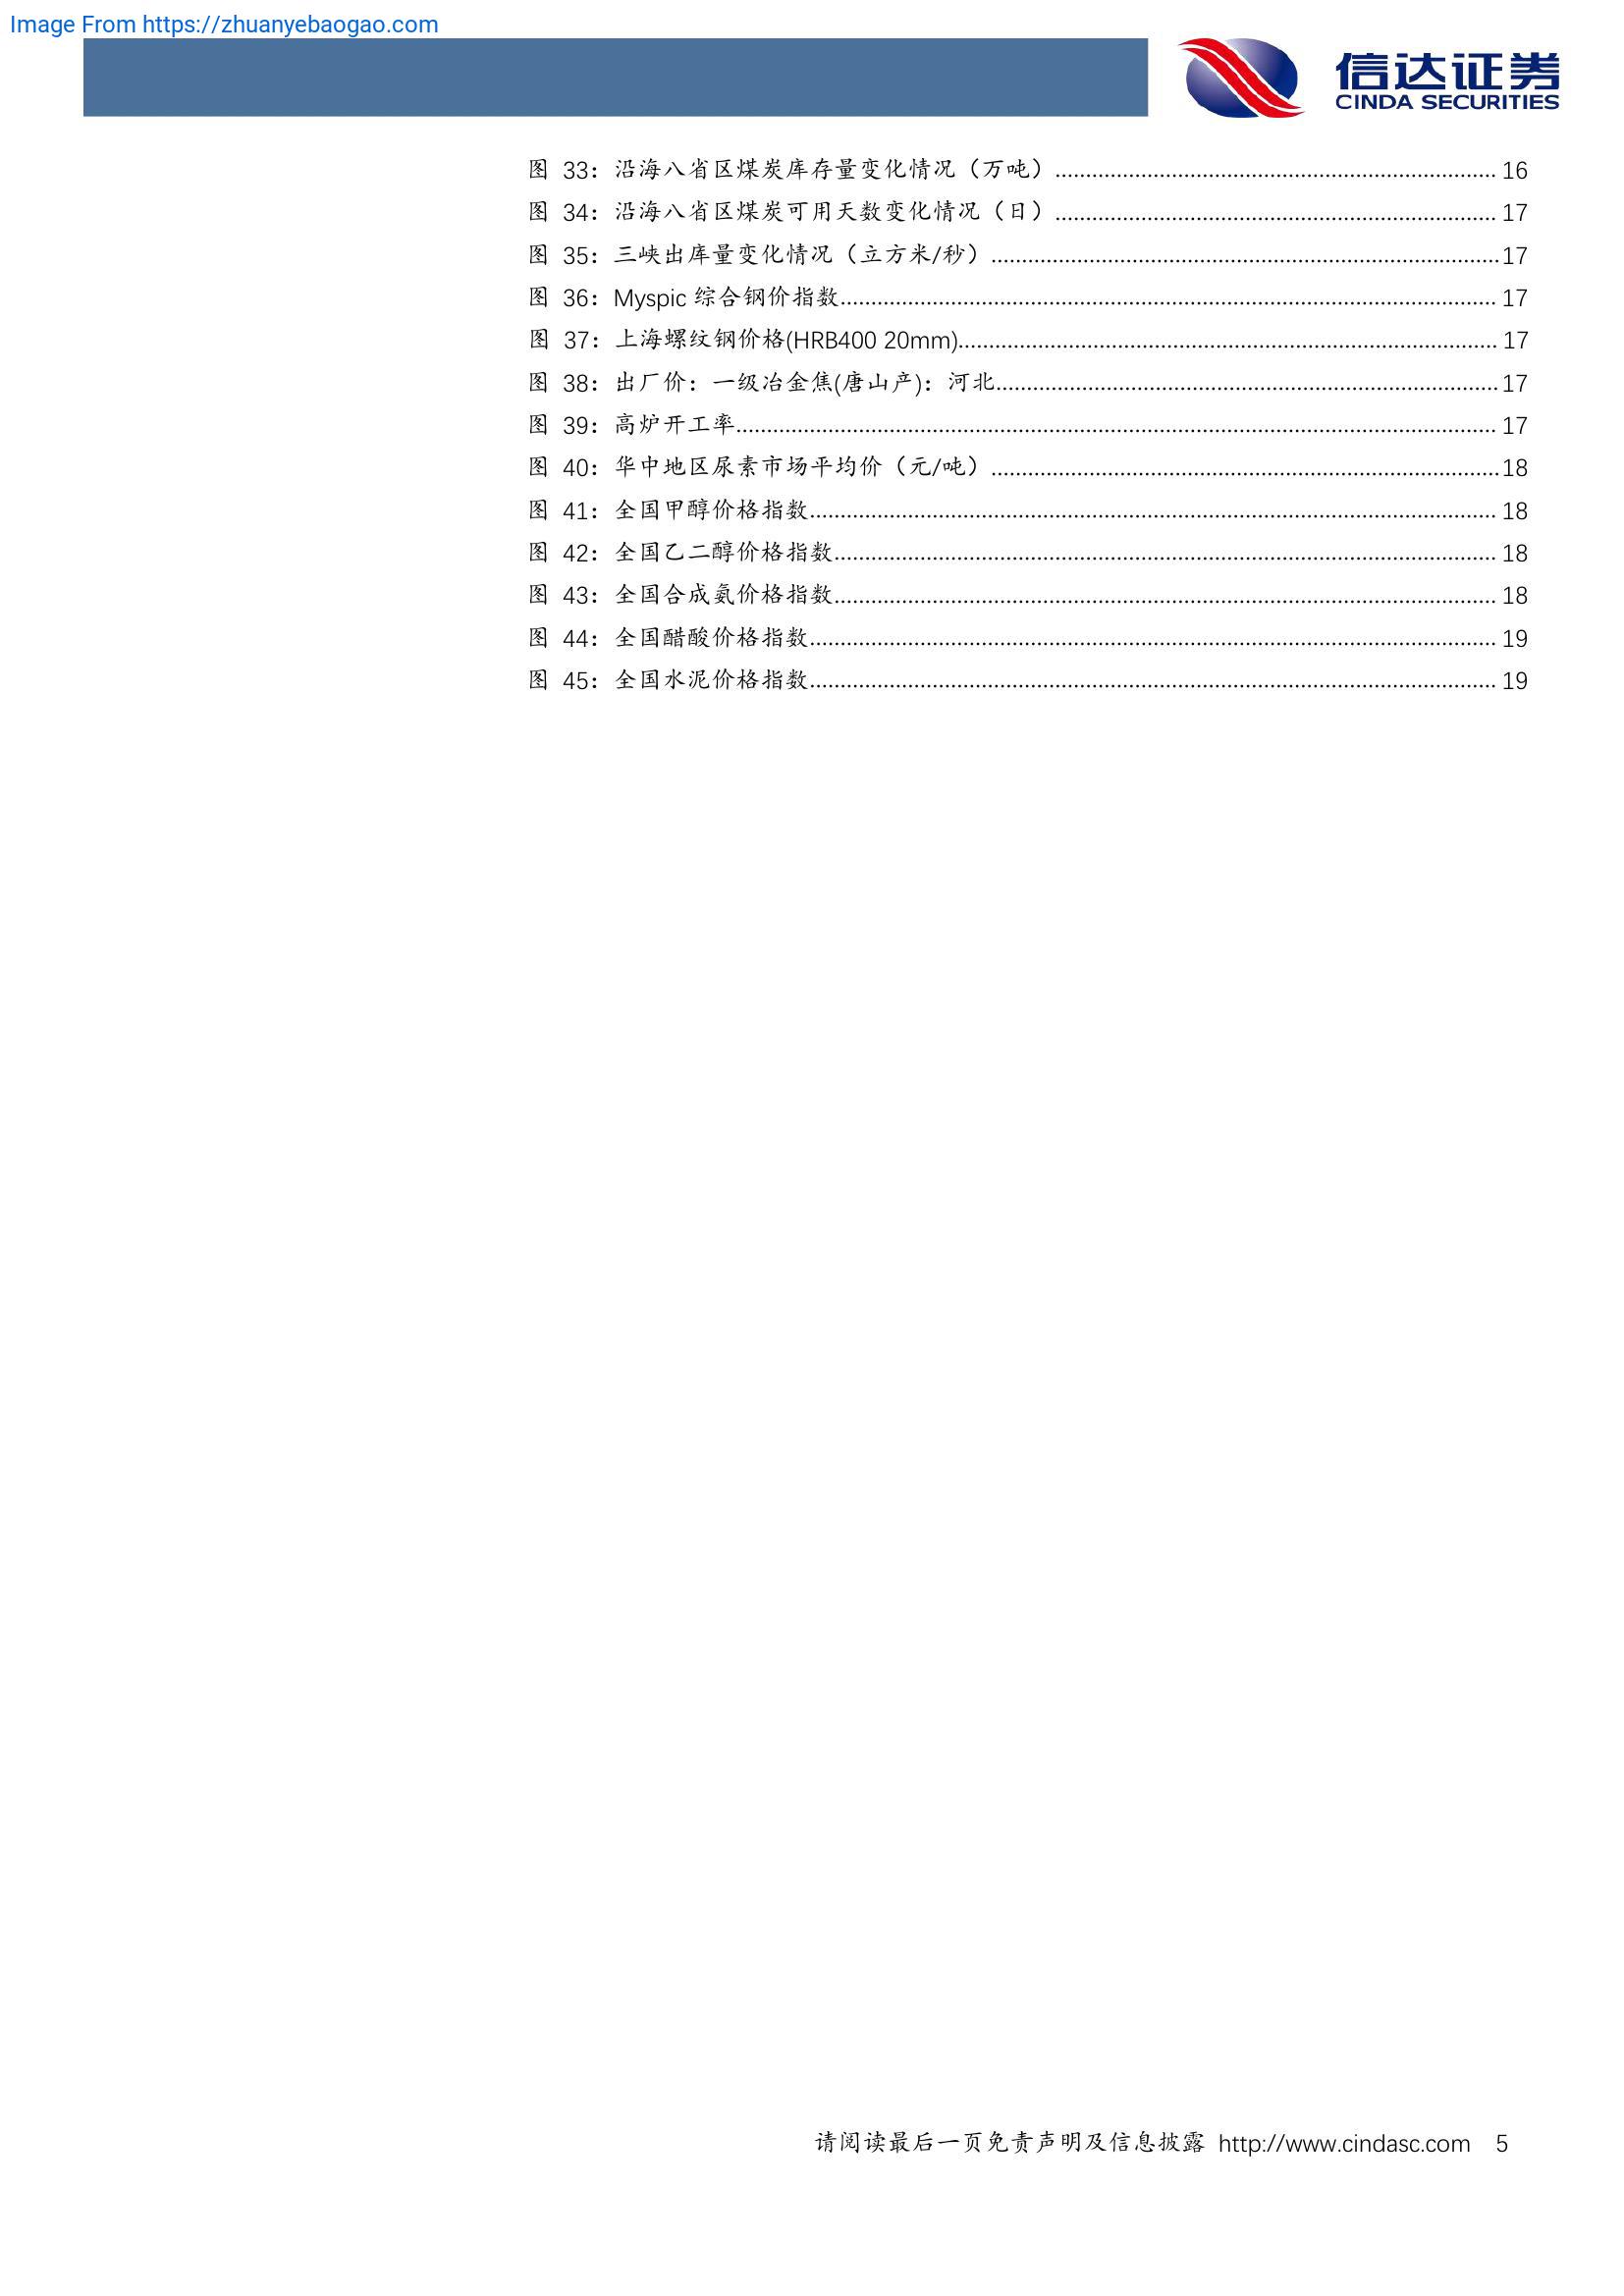 Image From https://zhuanyebaogao.com
信达证券
CINDA SECURITIES
图 33：沿海八省区煤炭库存量变化情况（万吨）........................................................................ 16
图 34：沿海八省区煤炭可用天数变化情况（日）........................................................................ 17
图 35：三峡出库量变化情况（立方米/秒）...................................................................................17
图 36：Myspic 综合钢价指数........................................................................................................... 17
图 37：上海螺纹钢价格(HRB400 20mm)........................................................................................ 17
图 38：出厂价：一级冶金焦(唐山产)：河北..................................................................................17
图 39：高炉开工率............................................................................................................................ 17
图 40：华中地区尿素市场平均价（元/吨）...................................................................................18
图 41：全国甲醇价格指数................................................................................................................ 18
图 42：全国乙二醇价格指数............................................................................................................ 18
图 43：全国合成氨价格指数............................................................................................................ 18
图 44：全国醋酸价格指数................................................................................................................ 19
图 45：全国水泥价格指数................................................................................................................ 19
请阅读最后一页免责声明及信息披露 http://www.cindasc.com 5